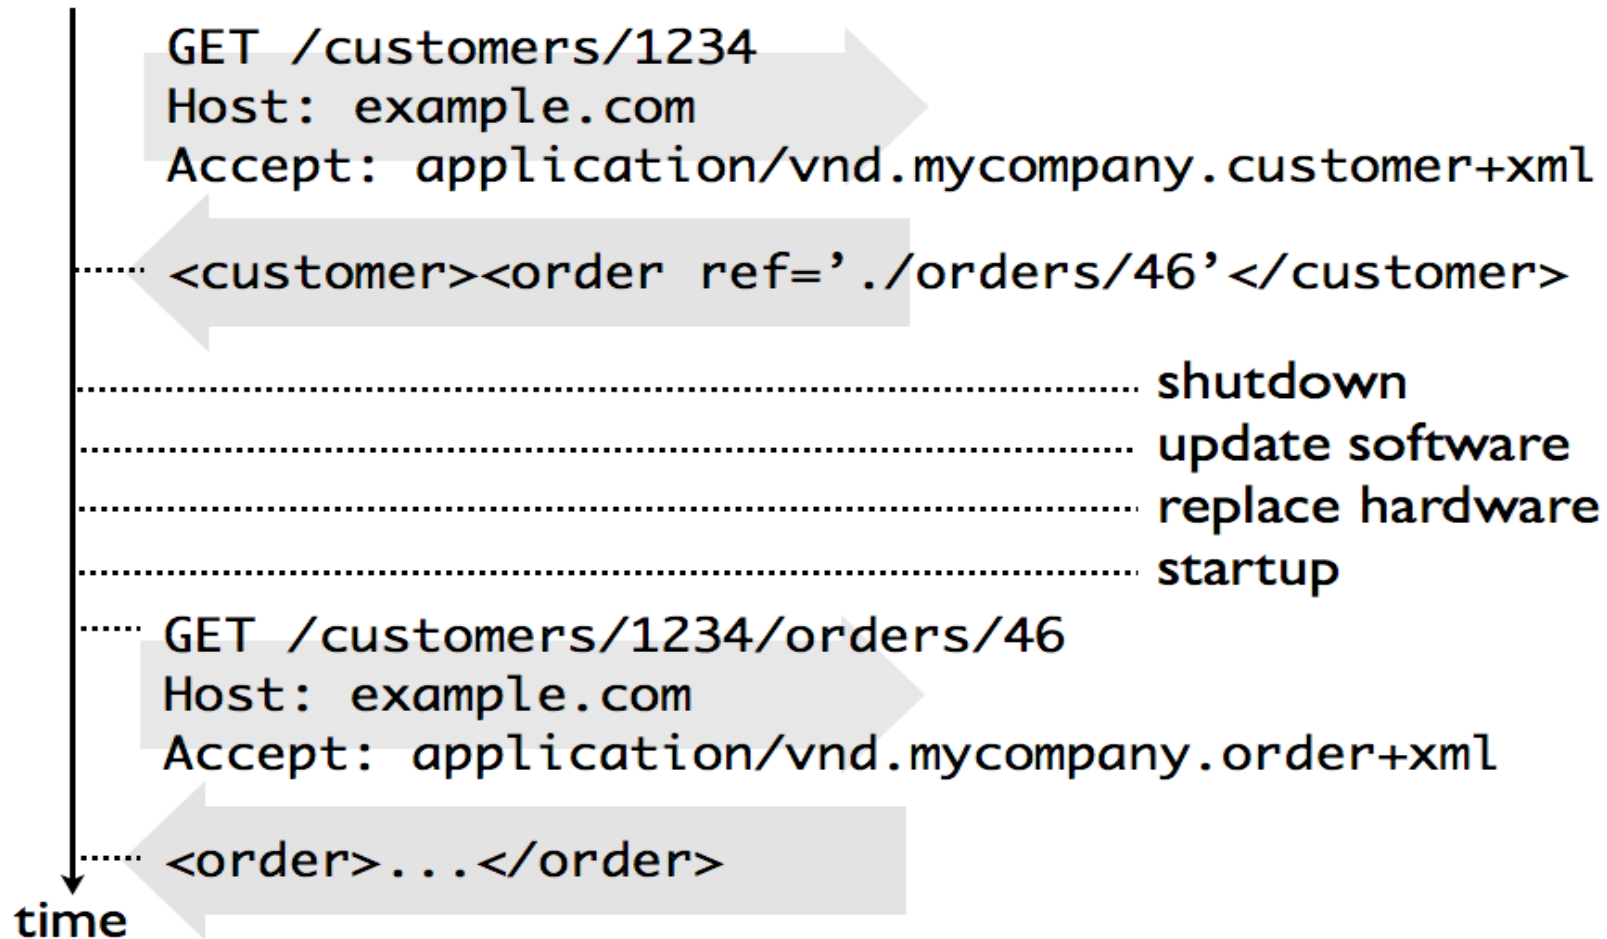 GET /customers/1234
Host: example.com
Accept: application/vnd.mycompany.customer+xml
<customer><order ref=’./orders/46’</customer>
shutdown
update software
replace hardware
startup
GET /customers/1234/orders/46
Host: example.com
Accept: application/vnd.mycompany.order+xml
<order>...</order>
time